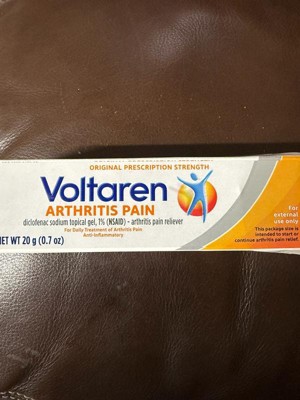 ORIGINAL PRESCRIPTION STRENGTH
Voltaren
ARTHRITIS PAIN
diclofenac sodium topical gel, 1% (NSAID) - arthritis pain reliever
For Daily Treatment of Arthritis Pain
Anti-Inflammatory
NET WT 20 g (0.7 oz)
For
external
use only
This package size is
intended to start or
continue arthritis pain relief.